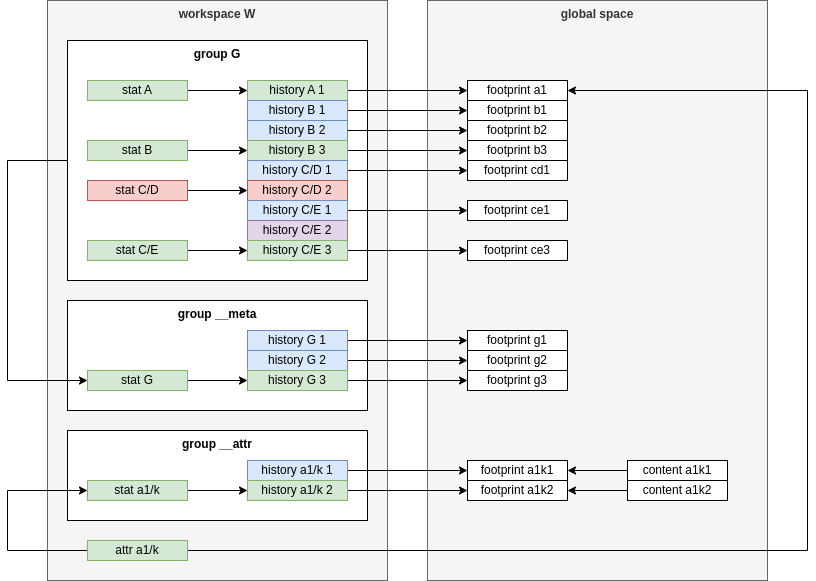 workspace W
global space
group G
stat A
history A 1
footprint a1
history B 1
footprint b1
history B 2
footprint b2
stat B
history B 3
footprint b3
history C/D 1
footprint cd1
stat C/D
history C/D 2
history C/E 1
footprint ce1
history C/E 2
stat C/E
history C/E 3
footprint ce3
group __meta
history G 1
footprint g1
history G 2
footprint g2
stat G
history G 3
footprint g3
group __attr
history a1/k 1
footprint a1k1
content a1k1
stat a1/k
history a1/k 2
footprint a1k2
content a1k2
attr a1/k